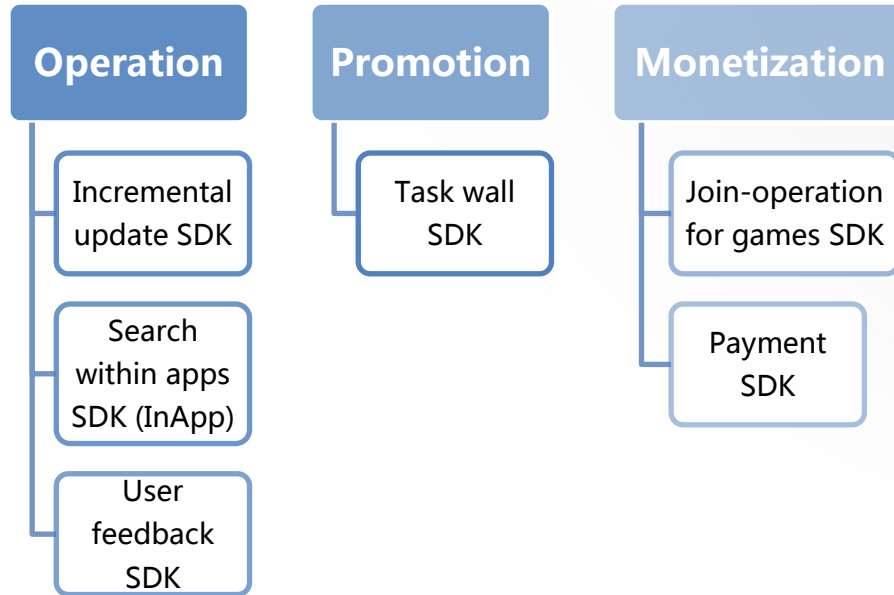 Operation
Incremental
update SDK
Search
within apps
SDK (InApp)
User
feedback
SDK
Promotion
Task wall
SDK
Monetization
Join-operation
for games SDK
Payment
SDK